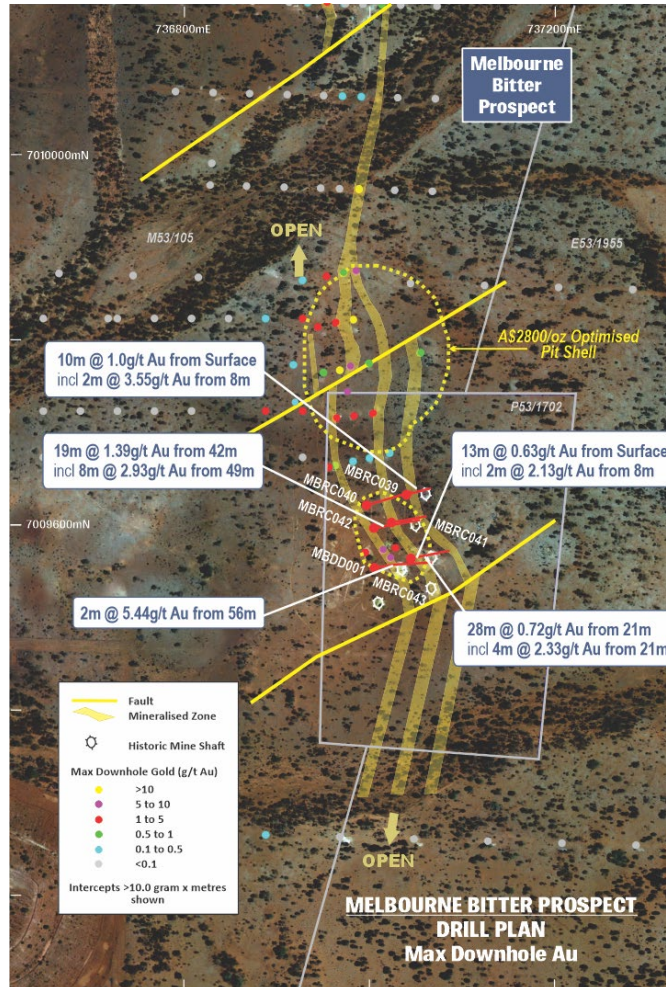 736800mE
737200mE
Melbourne
Bitter
Prospect
7010000mN
M53/105
E53/1955
OPEN
A$2800/oz Optimised
Pit Shell
10m @ 1.0g/t Au from Surface
incl 2m @ 3.55g/t Au from 8m
P53/1702
19m @ 1.39g/t Au from 42m
incl 8m @ 2.93g/t Au from 49m
13m @ 0.63g/t Au from Surface
incl 2m @ 2.13g/t Au from 8m
MBRC039
MBRC040
MBRC042
MBRC041
7009600mN
MBDD001
MBRC043
2m @ 5.44g/t Au from 56m
28m @ 0.72g/t Au from 21m
incl 4m @ 2.33g/t Au from 21m
Fault
Mineralised Zone
Historic Mine Shaft
Max Downhole Gold (g/t Au)
>10
5 to 10
1 to 5
0.5 to 1
0.1 to 0.5
<0.1
Intercepts >10.0 gram x metres
shown
OPEN
MELBOURNE BITTER PROSPECT
DRILL PLAN
Max Downhole Au